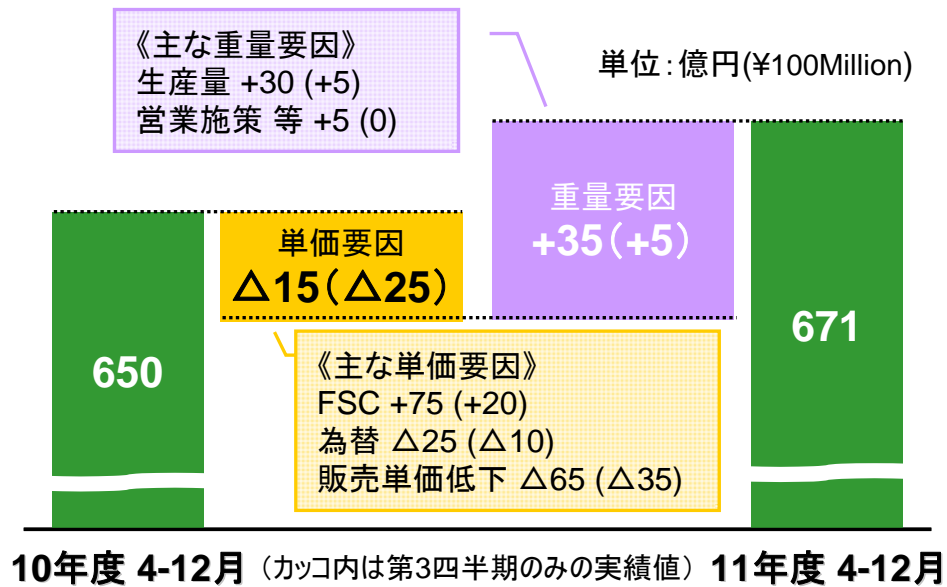 《主な重量要因》
生産量 +30 (+5)
営業施策 等 +5 (0)
単位：億円(¥100Million)
重量要因
+35(+5)
単価要因
△15(△25)
650
671
《主な単価要因》
FSC +75 (+20)
為替 △25 (△10)
販売単価低下 △65 (△35)
10年度 4-12月 (カッコ内は第3四半期のみの実績値) 11年度 4-12月